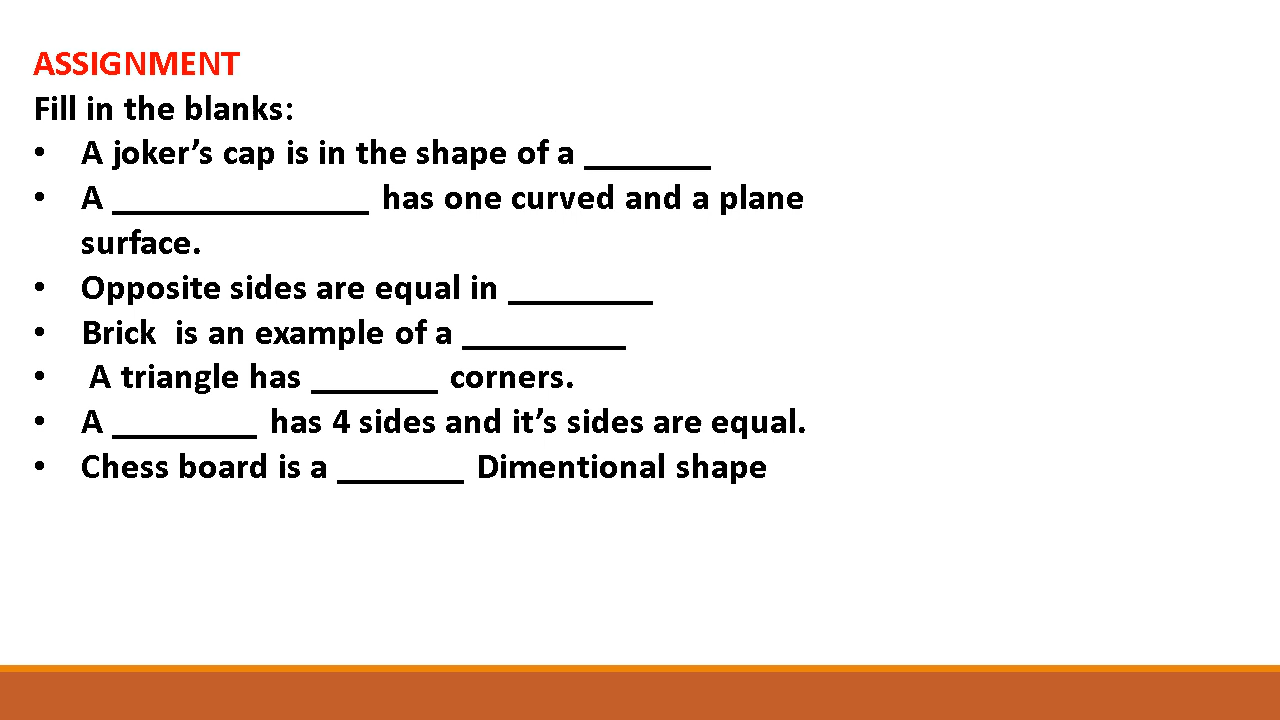 ASSIGNMENT
Fill in the blanks:
• A joker’s cap is in the shape of a _______
• A ______________ has one curved and a plane
surface.
• Opposite sides are equal in ________
• Brick  is an example of a _________
• A triangle has _______ corners.
• A ________ has 4 sides and it’s sides are equal.
• Chess board is a _______ Dimentional shape